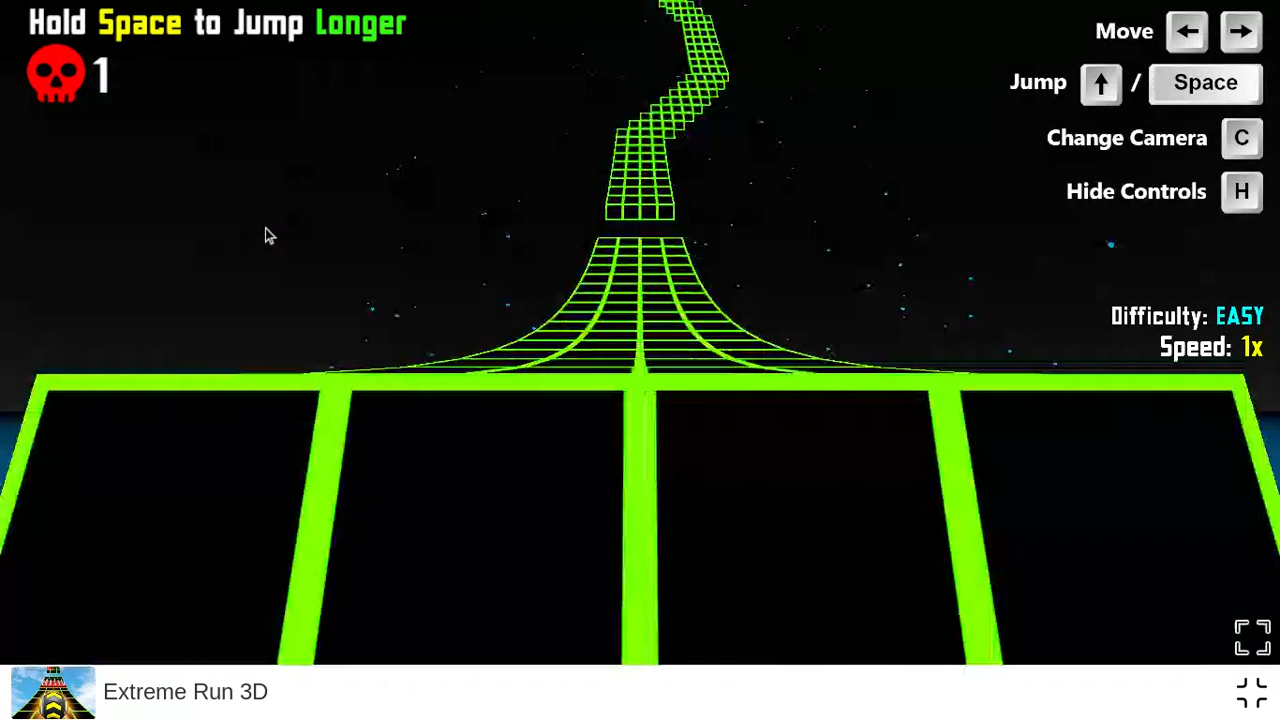 Hold Space to Jump Longer
1
Move
Jump / Space
Change Camera C
Hide Controls H
Difficulty: EASY
Speed: 1x
Extreme Run 3D